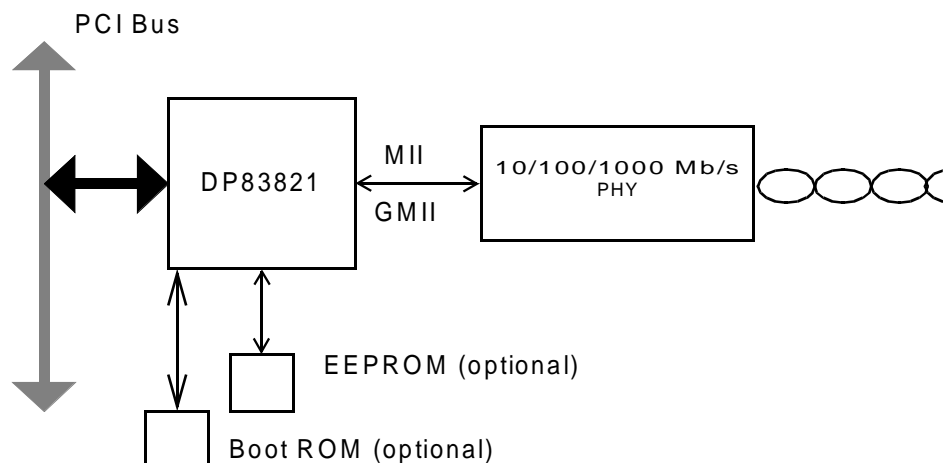 PCI Bus
DP83821
MII
GMII
10/100/1000 Mb/s
PHY
EEPROM (optional)
Boot ROM (optional)